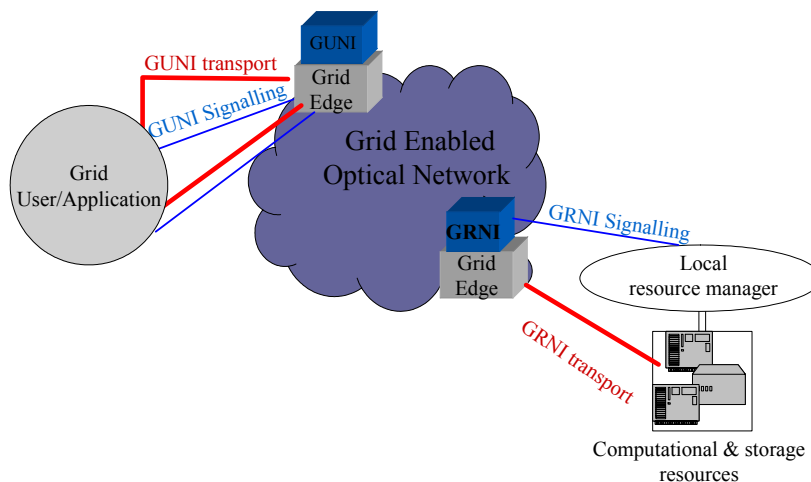 GUNI
GUNI transport
Grid
Edge
GUNI Signalling
Grid Enabled
Optical Network
Grid
User/Application
GRNI
GRNI Signalling
Grid
Edge
Local
resource manager
GRNI transport
Computational & storage
resources